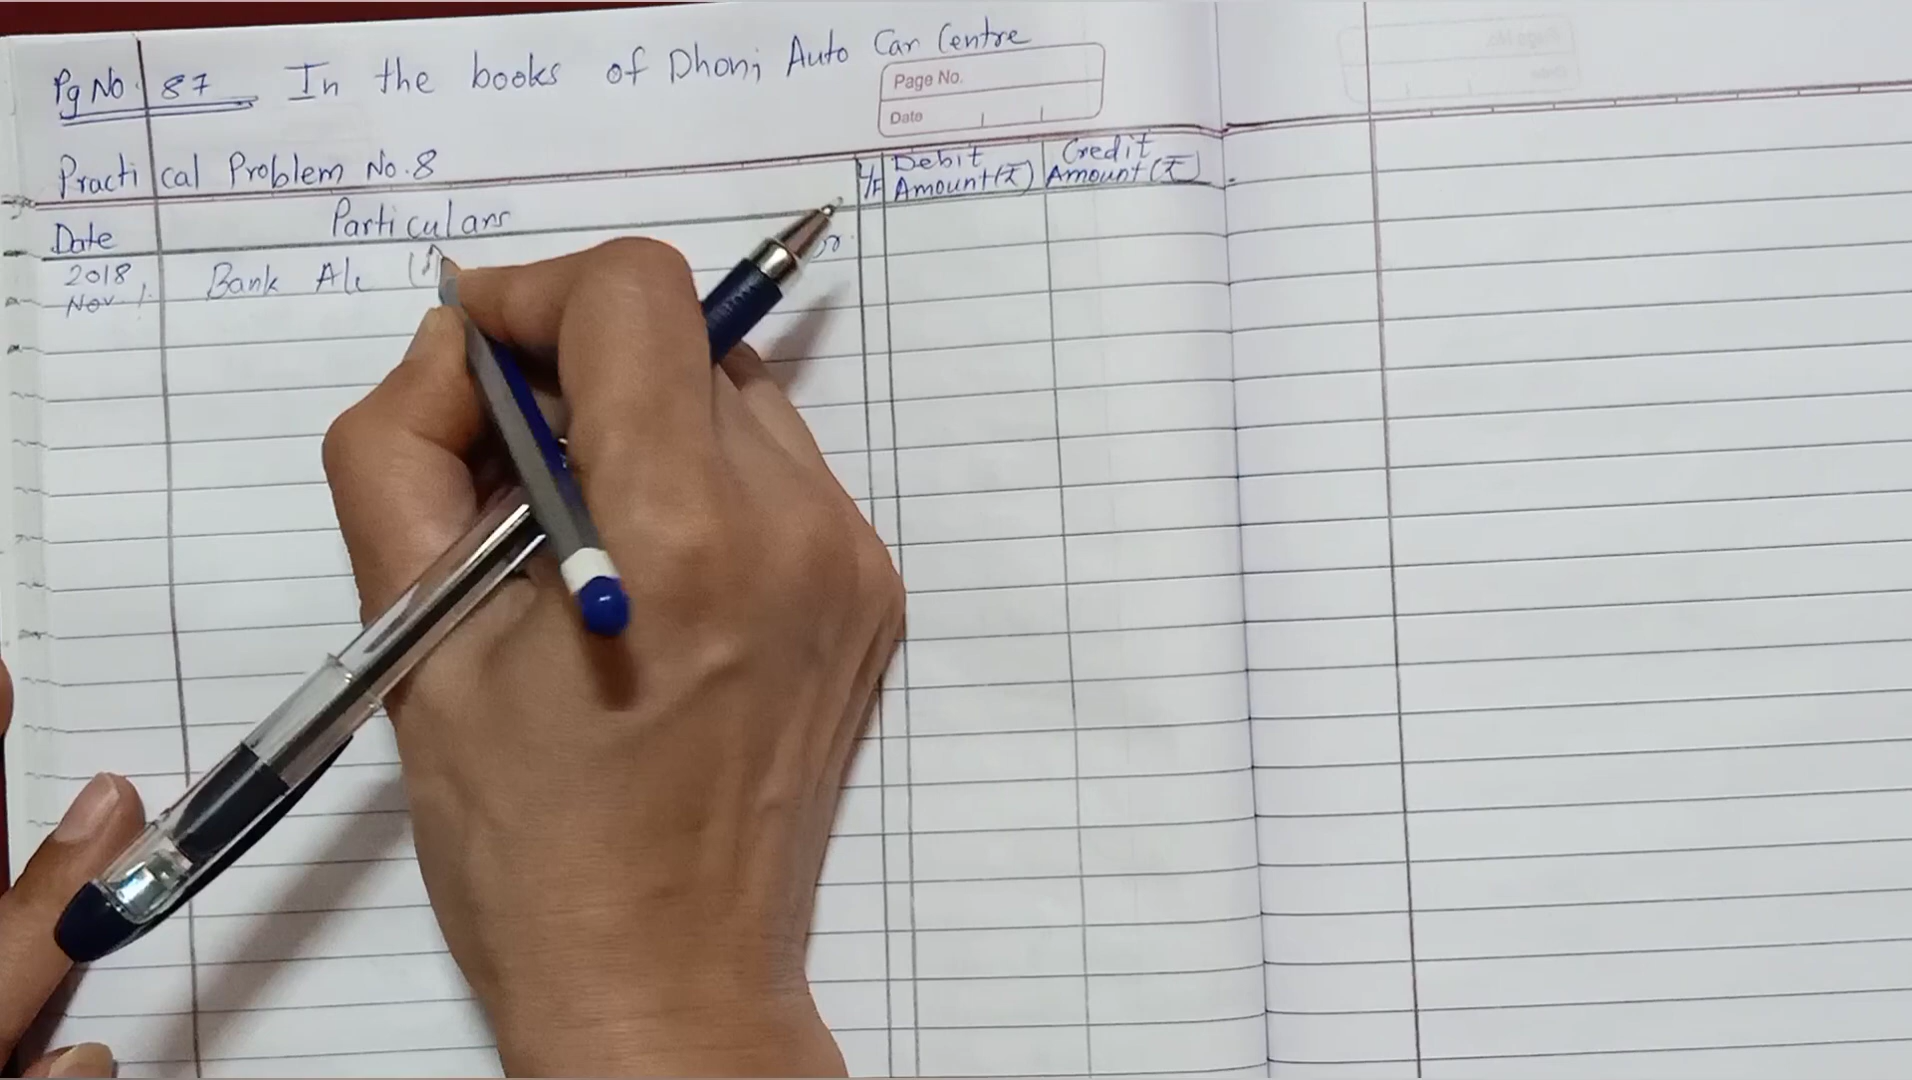 Pg No. 87 In the books of Dhoni Auto Car Centre
Page No.
Date
Practical Problem No. 8
Date Particulars L/F Debit Amount (₹) Credit Amount (₹)
2018
Nov 1. Bank A/c Dr.